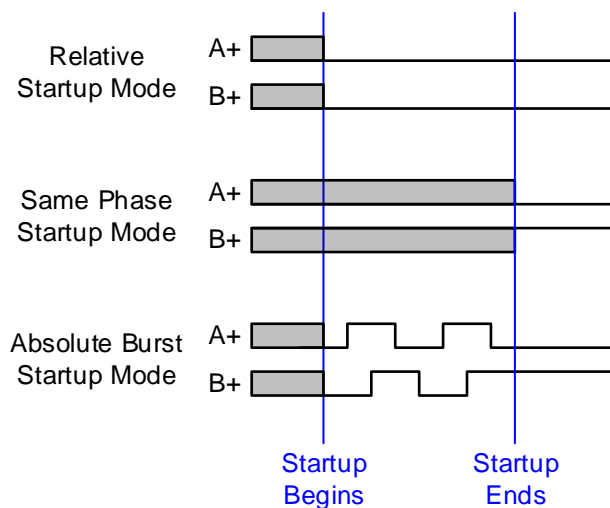 Relative
Startup Mode
A+
B+
Same Phase
Startup Mode
A+
B+
Absolute Burst
Startup Mode
A+
B+
Startup
Begins
Startup
Ends